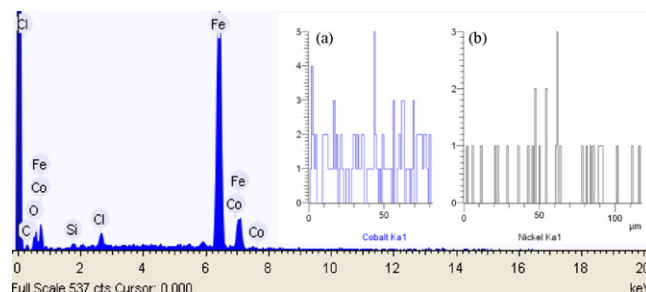 Cl
Fe
Fe
Co
O
C
Si
Cl
Fe
Co
Co
0 2 4 6 8 10 12 14 16 18 20
Full Scale 537 cts Cursor: 0.000
keV
(a)
5
4
3
2
1
0
0 50
Cobalt Ka1
(b)
3
2
1
0
0 50 100
µm
Nickel Ka1